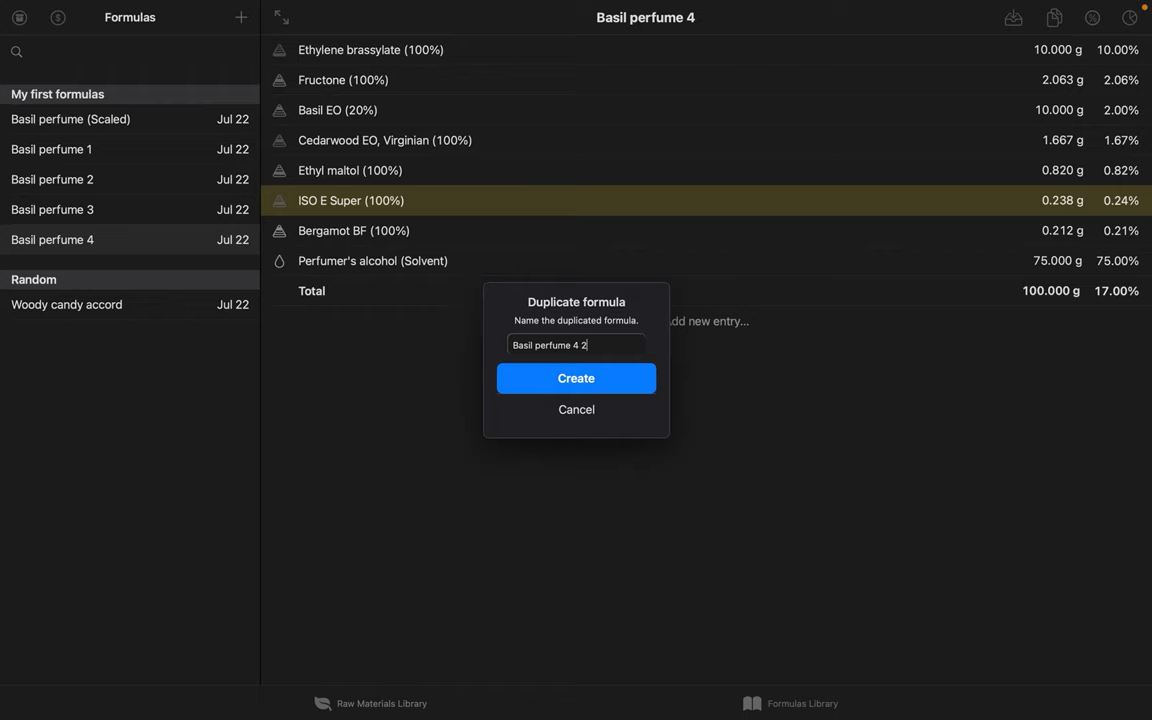 Formulas
Basil perfume 4
My first formulas
Basil perfume (Scaled) Jul 22
Basil perfume 1 Jul 22
Basil perfume 2 Jul 22
Basil perfume 3 Jul 22
Basil perfume 4 Jul 22
Random
Woody candy accord Jul 22
Ethylene brassylate (100%) 10.000 g 10.00%
Fructone (100%) 2.063 g 2.06%
Basil EO (20%) 10.000 g 2.00%
Cedarwood EO, Virginian (100%) 1.667 g 1.67%
Ethyl maltol (100%) 0.820 g 0.82%
ISO E Super (100%) 0.238 g 0.24%
Bergamot BF (100%) 0.212 g 0.21%
Perfumer's alcohol (Solvent) 75.000 g 75.00%
Total 100.000 g 17.00%
dd new entry...
Duplicate formula
Name the duplicated formula.
Basil perfume 4 2
Create
Cancel
Raw Materials Library
Formulas Library